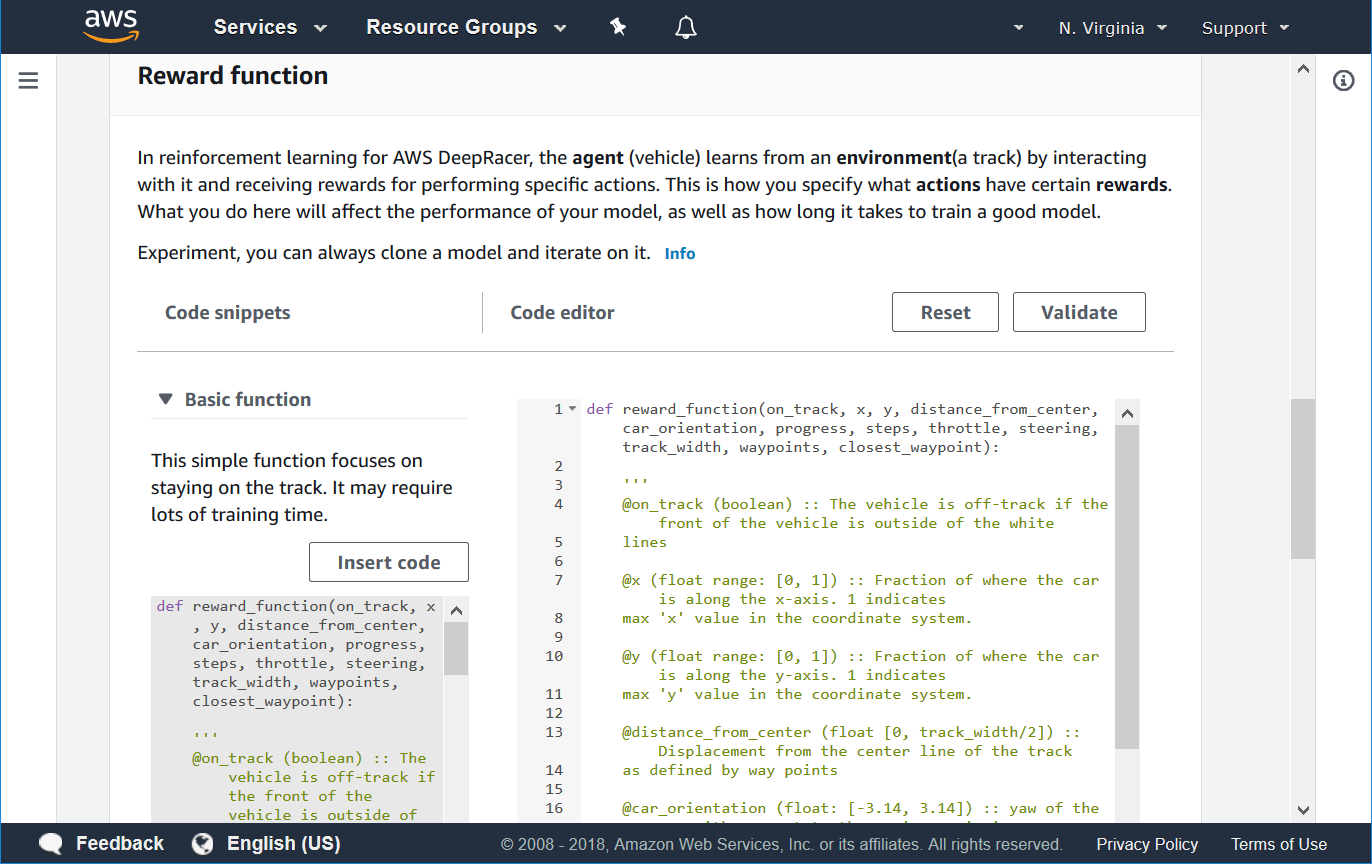 aws
Services
Resource Groups
N. Virginia
Support
Reward function
In reinforcement learning for AWS DeepRacer, the agent (vehicle) learns from an environment(a track) by interacting
with it and receiving rewards for performing specific actions. This is how you specify what actions have certain rewards.
What you do here will affect the performance of your model, as well as how long it takes to train a good model.
Experiment, you can always clone a model and iterate on it. Info
Code snippets
Code editor
Reset
Validate
Basic function
This simple function focuses on
staying on the track. It may require
lots of training time.
Insert code
def reward_function(on_track, x
, y, distance_from_center,
car_orientation, progress,
steps, throttle, steering,
track_width, waypoints,
closest_waypoint):
'''
@on_track (boolean) :: The
vehicle is off-track if
the front of the
vehicle is outside of
1 def reward_function(on_track, x, y, distance_from_center,
car_orientation, progress, steps, throttle, steering,
track_width, waypoints, closest_waypoint):
2
3 '''
4 @on_track (boolean) :: The vehicle is off-track if the
front of the vehicle is outside of the white
5 lines
6
7 @x (float range: [0, 1]) :: Fraction of where the car
is along the x-axis. 1 indicates
8 max 'x' value in the coordinate system.
9
10 @y (float range: [0, 1]) :: Fraction of where the car
is along the y-axis. 1 indicates
11 max 'y' value in the coordinate system.
12
13 @distance_from_center (float [0, track_width/2]) ::
Displacement from the center line of the track
14 as defined by way points
15
16 @car_orientation (float: [-3.14, 3.14]) :: yaw of the
Feedback
English (US)
© 2008 - 2018, Amazon Web Services, Inc. or its affiliates. All rights reserved.
Privacy Policy
Terms of Use